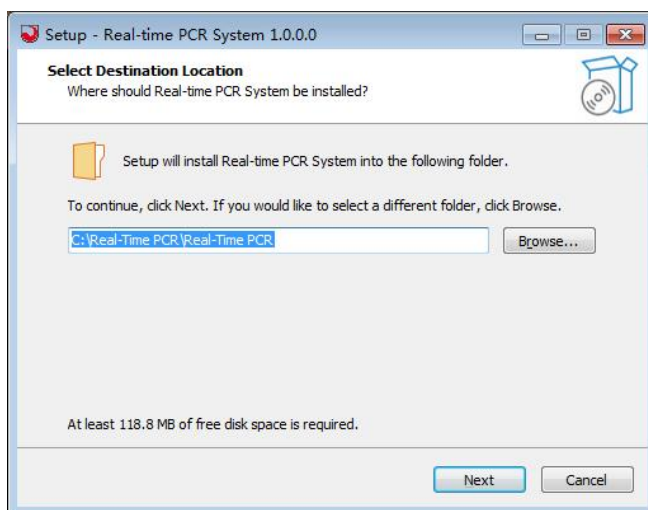 Setup - Real-time PCR System 1.0.0.0
Select Destination Location
Where should Real-time PCR System be installed?
Setup will install Real-time PCR System into the following folder.
To continue, click Next. If you would like to select a different folder, click Browse.
C:\Real-Time PCR\Real-Time PCR
Browse...
At least 118.8 MB of free disk space is required.
Next
Cancel